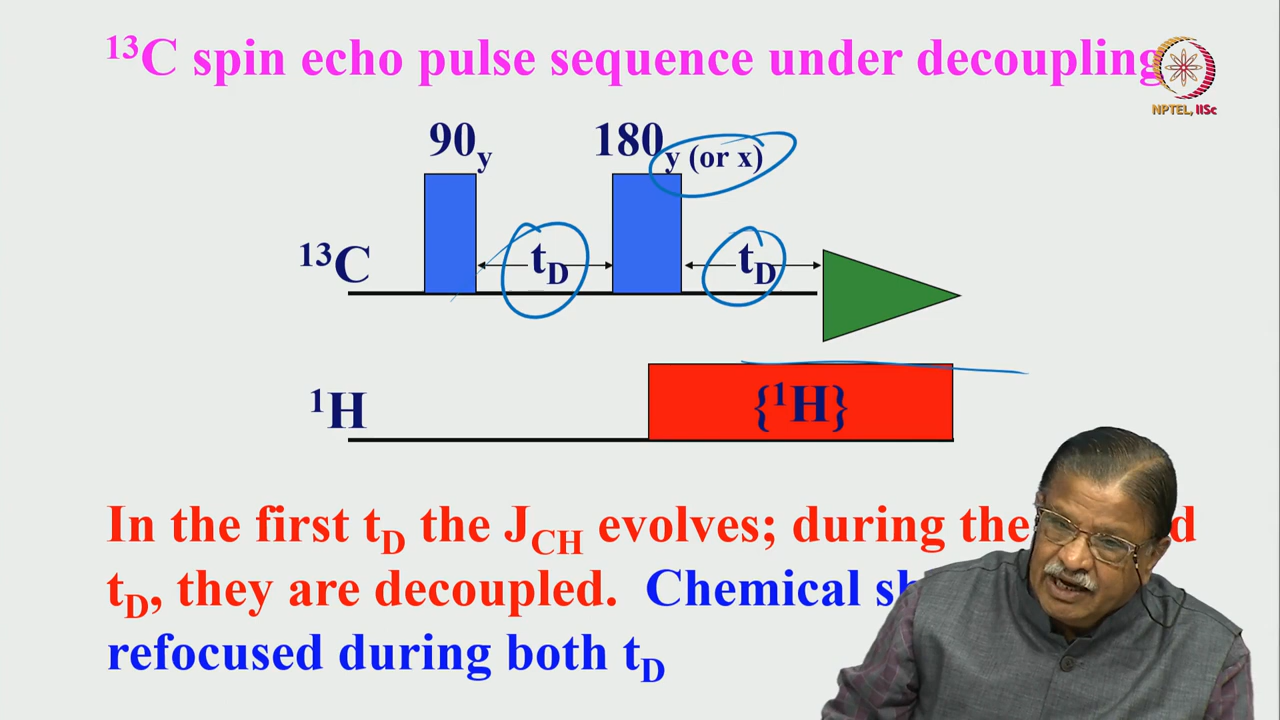 ¹³C spin echo pulse sequence under decoupling
NPTEL, IISc
90y 180y (or x)
¹³C tD tD
¹H {¹H}
In the first tD the JCH evolves; during the
tD, they are decoupled. Chemical
refocused during both tD